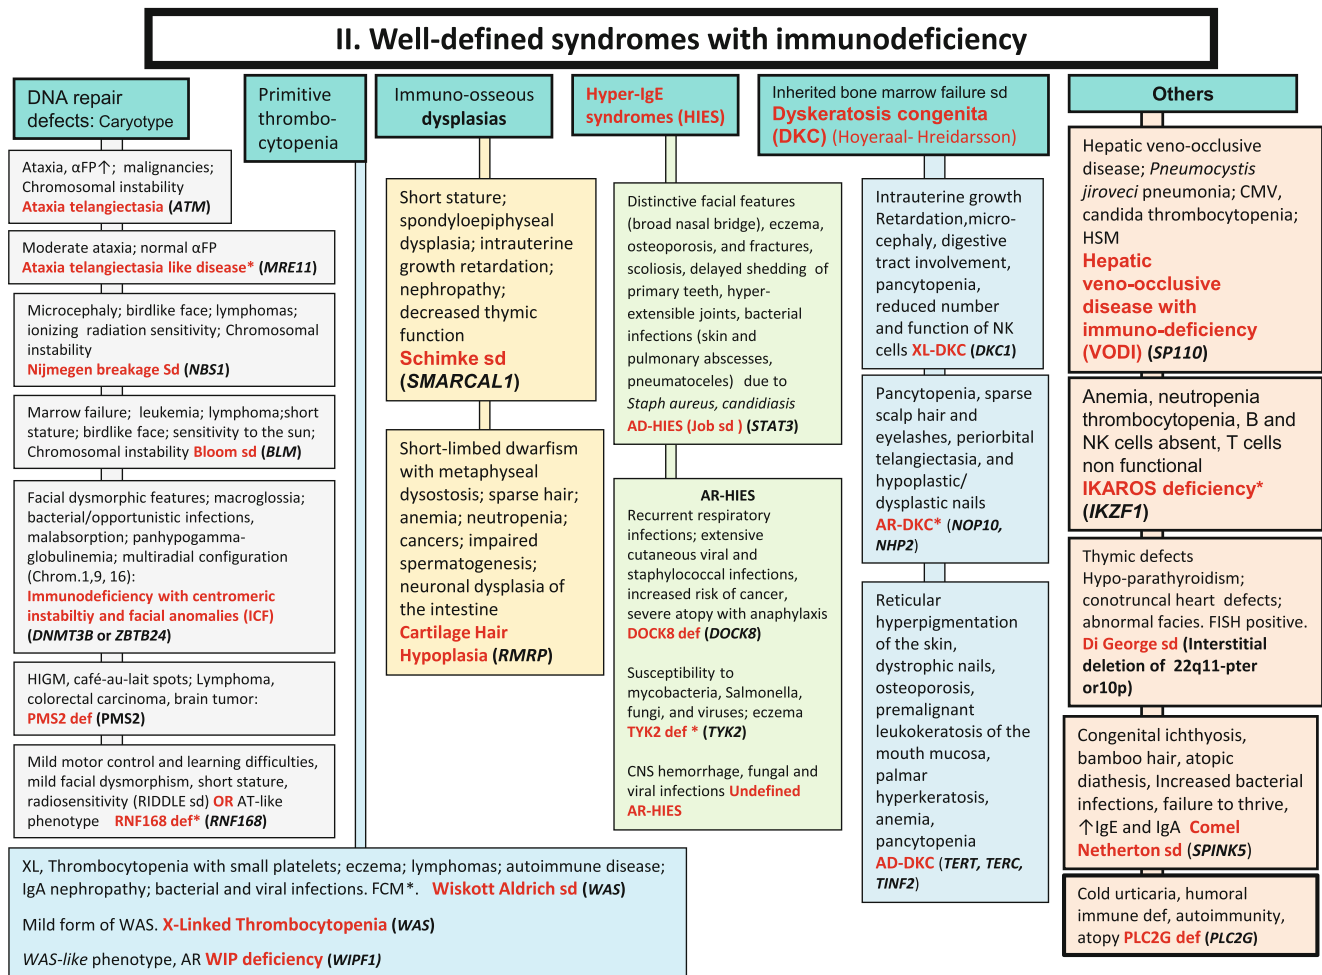 II. Well-defined syndromes with immunodeficiency
DNA repair
defects: Caryotype
Ataxia, αFP↑; malignancies;
Chromosomal instability
Ataxia telangiectasia (ATM)
Moderate ataxia; normal αFP
Ataxia telangiectasia like disease* (MRE11)
Microcephaly; birdlike face; lymphomas;
ionizing radiation sensitivity; Chromosomal
instability
Nijmegen breakage Sd (NBS1)
Marrow failure; leukemia; lymphoma;short
stature; birdlike face; sensitivity to the sun;
Chromosomal instability Bloom sd (BLM)
Facial dysmorphic features; macroglossia;
bacterial/opportunistic infections,
malabsorption; panhypogamma-
globulinemia; multiradial configuration
(Chrom.1,9, 16):
Immunodeficiency with centromeric
instabiltiy and facial anomalies (ICF)
(DNMT3B or ZBTB24)
HIGM, café-au-lait spots; Lymphoma,
colorectal carcinoma, brain tumor:
PMS2 def (PMS2)
Mild motor control and learning difficulties,
mild facial dysmorphism, short stature,
radiosensitivity (RIDDLE sd) OR AT-like
phenotype RNF168 def* (RNF168)
Primitive
thrombo-
cytopenia
XL, Thrombocytopenia with small platelets; eczema; lymphomas; autoimmune disease;
IgA nephropathy; bacterial and viral infections. FCM*. Wiskott Aldrich sd (WAS)
Mild form of WAS. X-Linked Thrombocytopenia (WAS)
WAS-like phenotype, AR WIP deficiency (WIPF1)
Immuno-osseous
dysplasias
Short stature;
spondyloepiphyseal
dysplasia; intrauterine
growth retardation;
nephropathy;
decreased thymic
function
Schimke sd
(SMARCAL1)
Short-limbed dwarfism
with metaphyseal
dysostosis; sparse hair;
anemia; neutropenia;
cancers; impaired
spermatogenesis;
neuronal dysplasia of
the intestine
Cartilage Hair
Hypoplasia (RMRP)
Hyper-IgE
syndromes (HIES)
Distinctive facial features
(broad nasal bridge), eczema,
osteoporosis, and fractures,
scoliosis, delayed shedding of
primary teeth, hyper-
extensible joints, bacterial
infections (skin and
pulmonary abscesses,
pneumatoceles) due to
Staph aureus, candidiasis
AD-HIES (Job sd ) (STAT3)
AR-HIES
Recurrent respiratory
infections; extensive
cutaneous viral and
staphylococcal infections,
increased risk of cancer,
severe atopy with anaphylaxis
DOCK8 def (DOCK8)
Susceptibility to
mycobacteria, Salmonella,
fungi, and viruses; eczema
TYK2 def * (TYK2)
CNS hemorrhage, fungal and
viral infections Undefined
AR-HIES
Inherited bone marrow failure sd
Dyskeratosis congenita
(DKC) (Hoyeraal- Hreidarsson)
Intrauterine growth
Retardation,micro-
cephaly, digestive
tract involvement,
pancytopenia,
reduced number
and function of NK
cells XL-DKC (DKC1)
Pancytopenia, sparse
scalp hair and
eyelashes, periorbital
telangiectasia, and
hypoplastic/
dysplastic nails
AR-DKC* (NOP10,
NHP2)
Reticular
hyperpigmentation
of the skin,
dystrophic nails,
osteoporosis,
premalignant
leukokeratosis of the
mouth mucosa,
palmar
hyperkeratosis,
anemia,
pancytopenia
AD-DKC (TERT, TERC,
TINF2)
Others
Hepatic veno-occlusive
disease; Pneumocystis
jiroveci pneumonia; CMV,
candida thrombocytopenia;
HSM
Hepatic
veno-occlusive
disease with
immuno-deficiency
(VODI) (SP110)
Anemia, neutropenia
thrombocytopenia, B and
NK cells absent, T cells
non functional
IKAROS deficiency*
(IKZF1)
Thymic defects
Hypo-parathyroidism;
conotruncal heart defects;
abnormal facies. FISH positive.
Di George sd (Interstitial
deletion of 22q11-pter
or10p)
Congenital ichthyosis,
bamboo hair, atopic
diathesis, Increased bacterial
infections, failure to thrive,
↑IgE and IgA Comel
Netherton sd (SPINK5)
Cold urticaria, humoral
immune def, autoimmunity,
atopy PLC2G def (PLC2G)